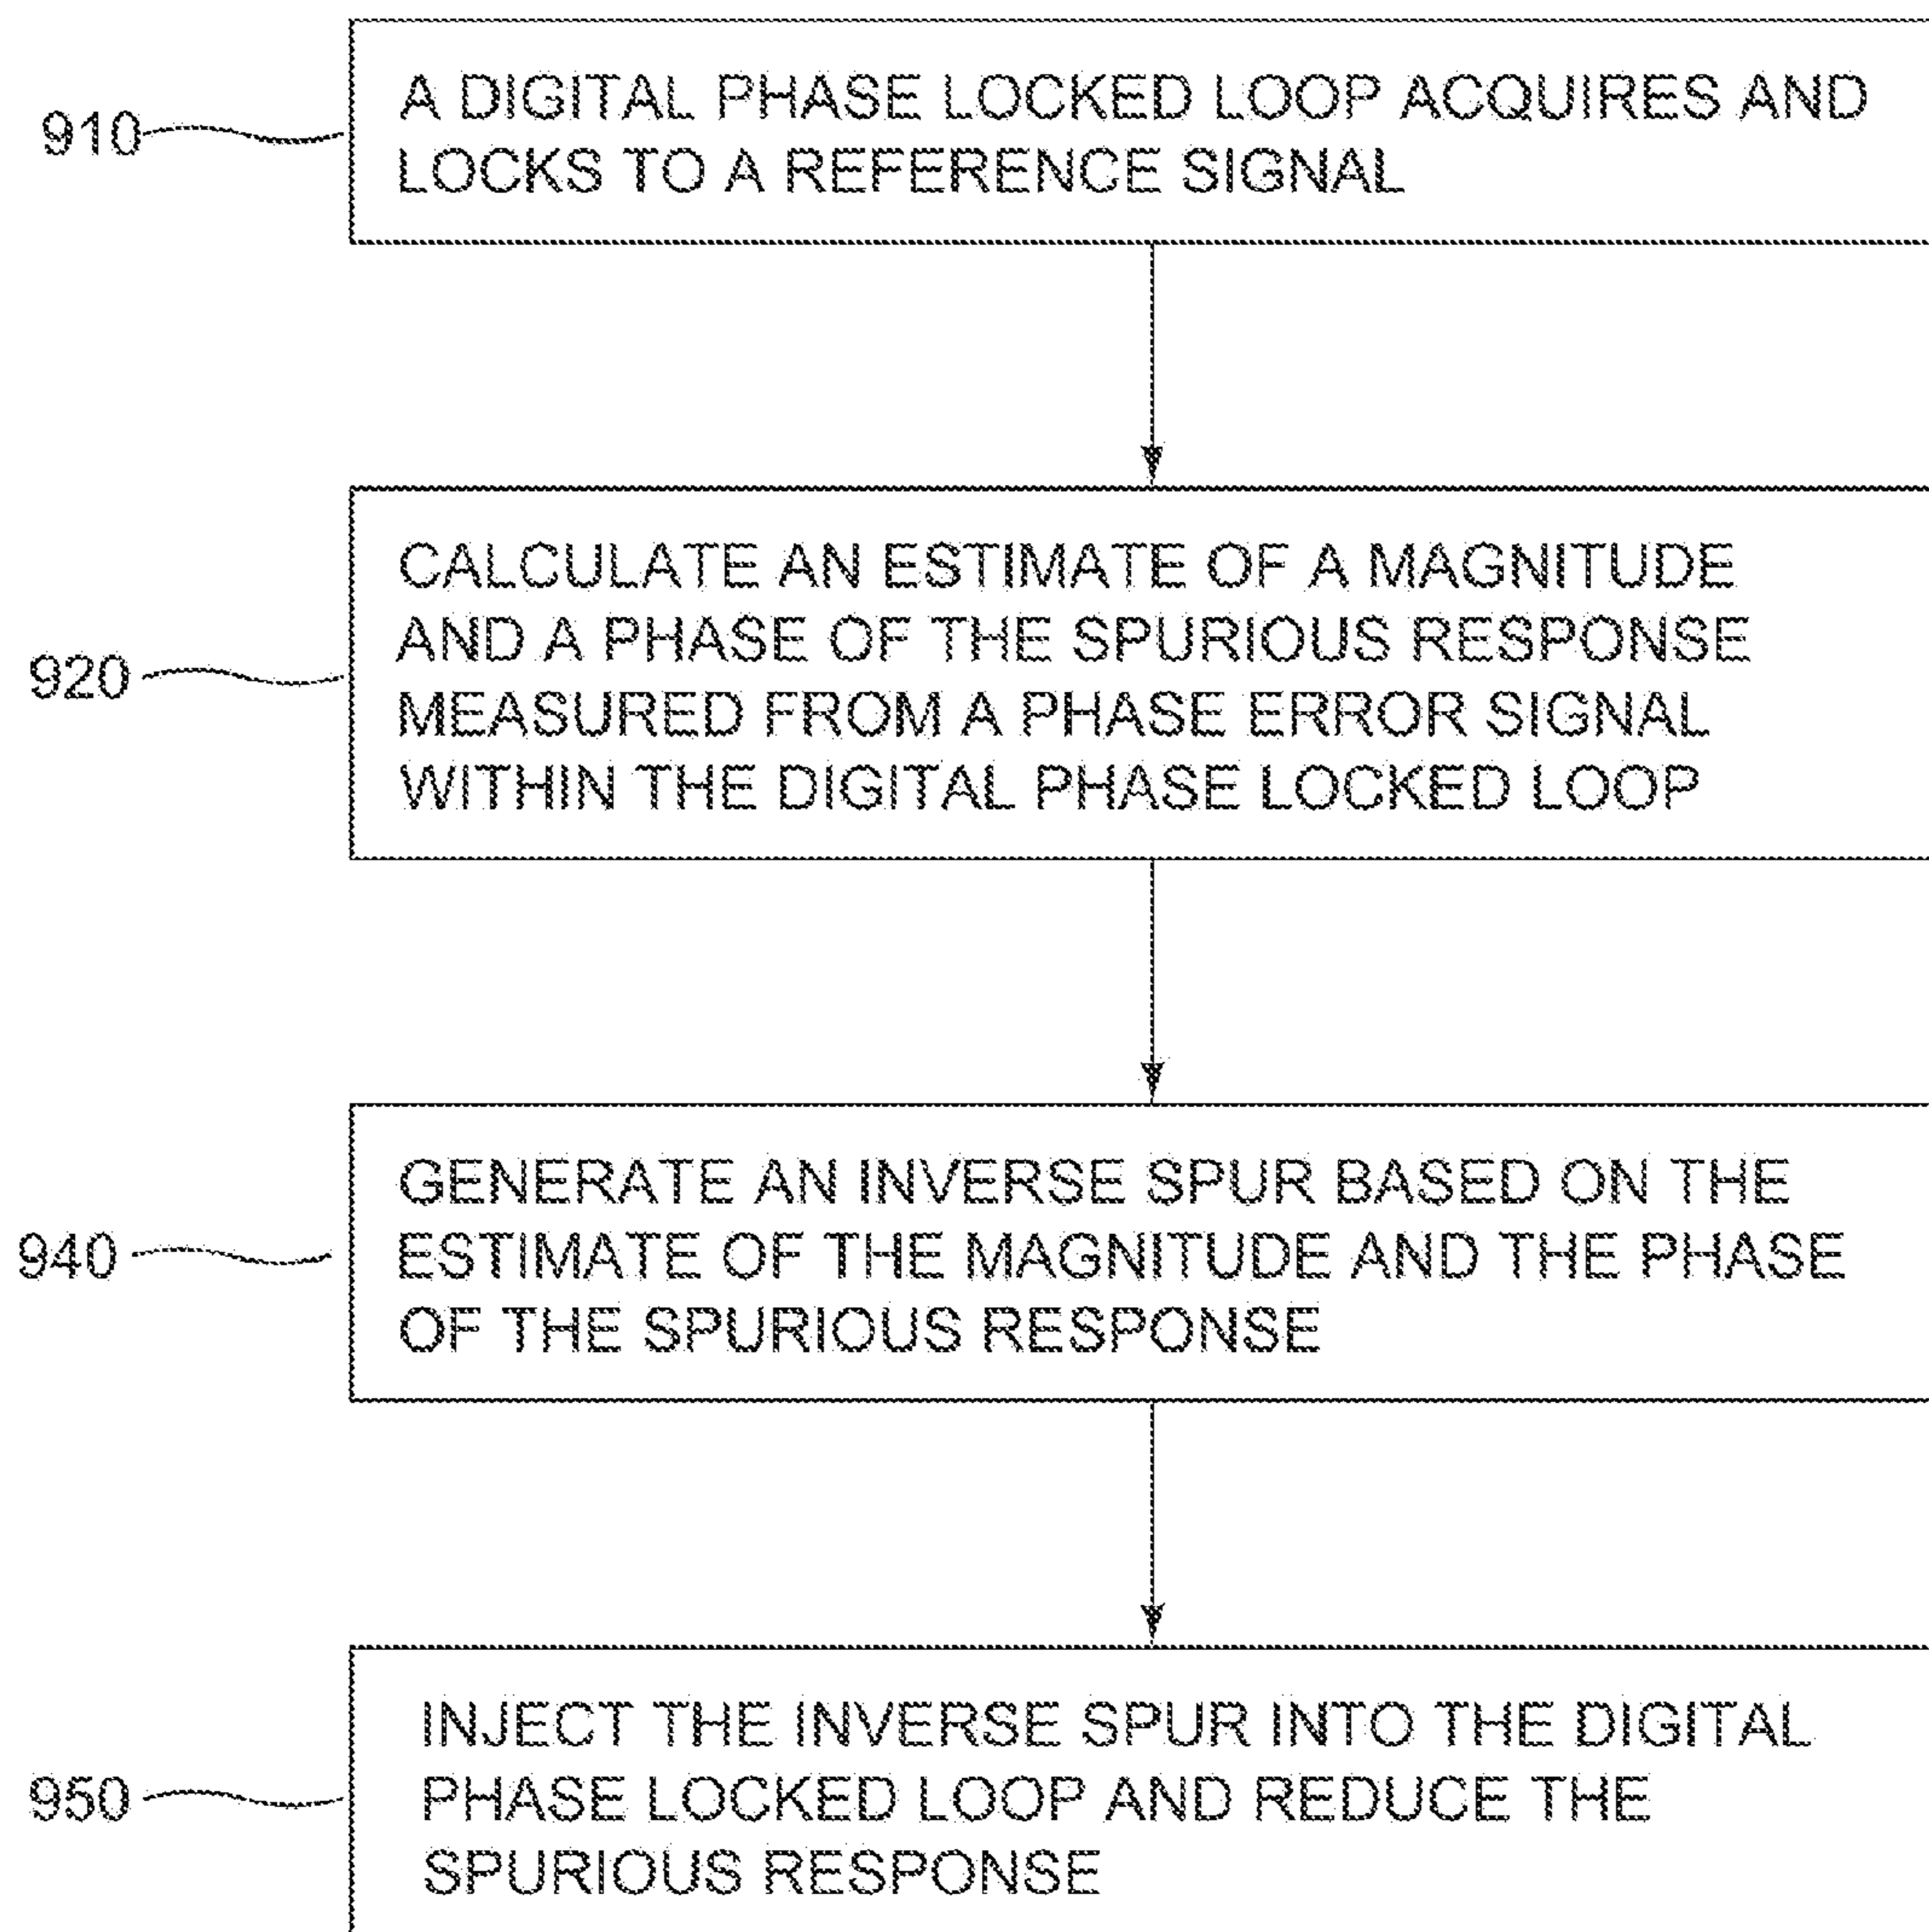 910
A DIGITAL PHASE LOCKED LOOP ACQUIRES AND
LOCKS TO A REFERENCE SIGNAL
920
CALCULATE AN ESTIMATE OF A MAGNITUDE
AND A PHASE OF THE SPURIOUS RESPONSE
MEASURED FROM A PHASE ERROR SIGNAL
WITHIN THE DIGITAL PHASE LOCKED LOOP
940
GENERATE AN INVERSE SPUR BASED ON THE
ESTIMATE OF THE MAGNITUDE AND THE PHASE
OF THE SPURIOUS RESPONSE
950
INJECT THE INVERSE SPUR INTO THE DIGITAL
PHASE LOCKED LOOP AND REDUCE THE
SPURIOUS RESPONSE